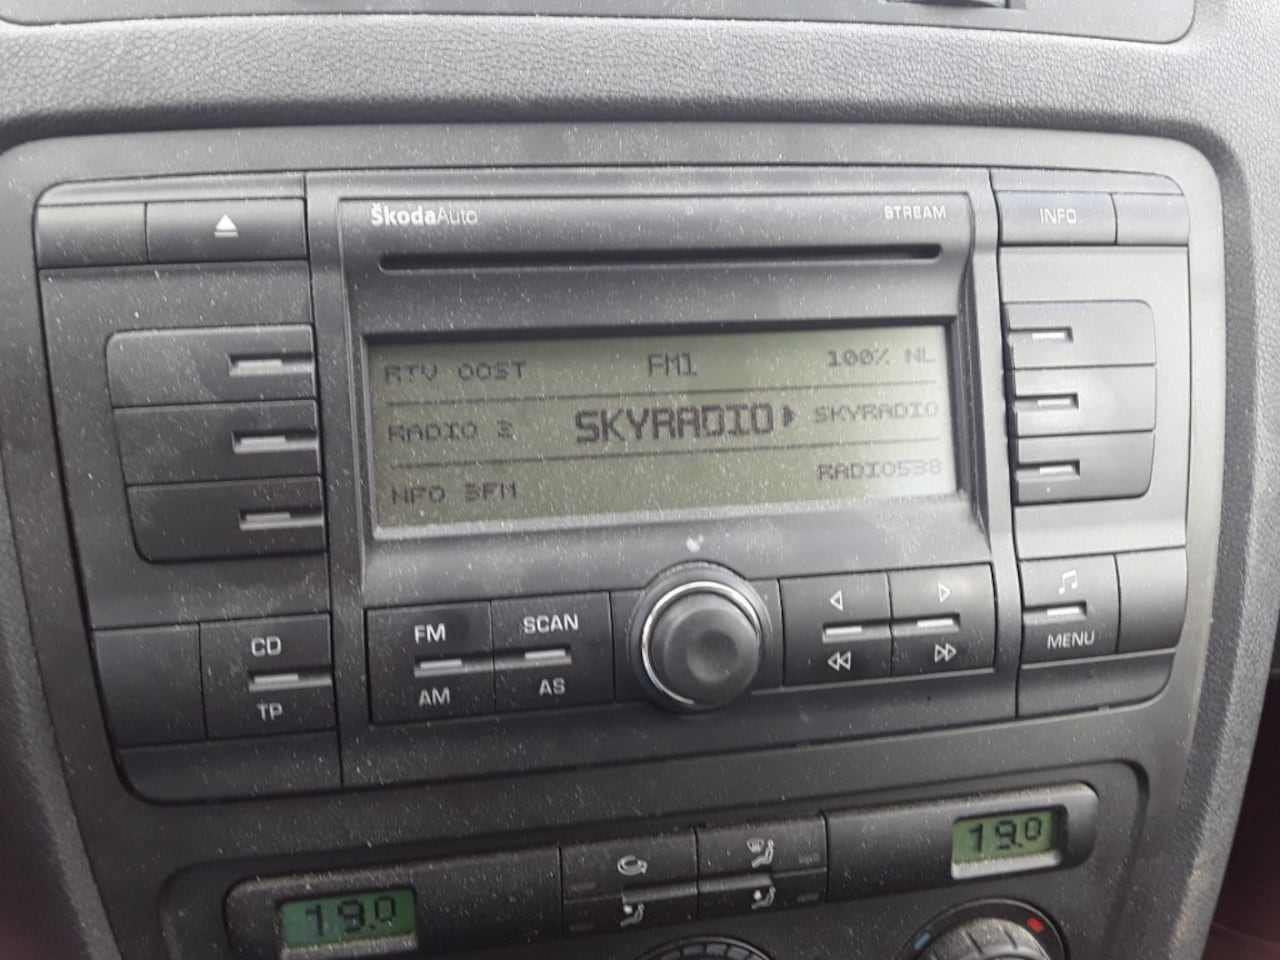 ŠkodaAuto
STREAM
INFO
RTV OOST
FM1
100% NL
RADIO 2
SKYRADIO
SKYRADIO
NPO 3FM
RADIO538
FM
AM
SCAN
AS
CD
TP
MENU
19.0
19.0